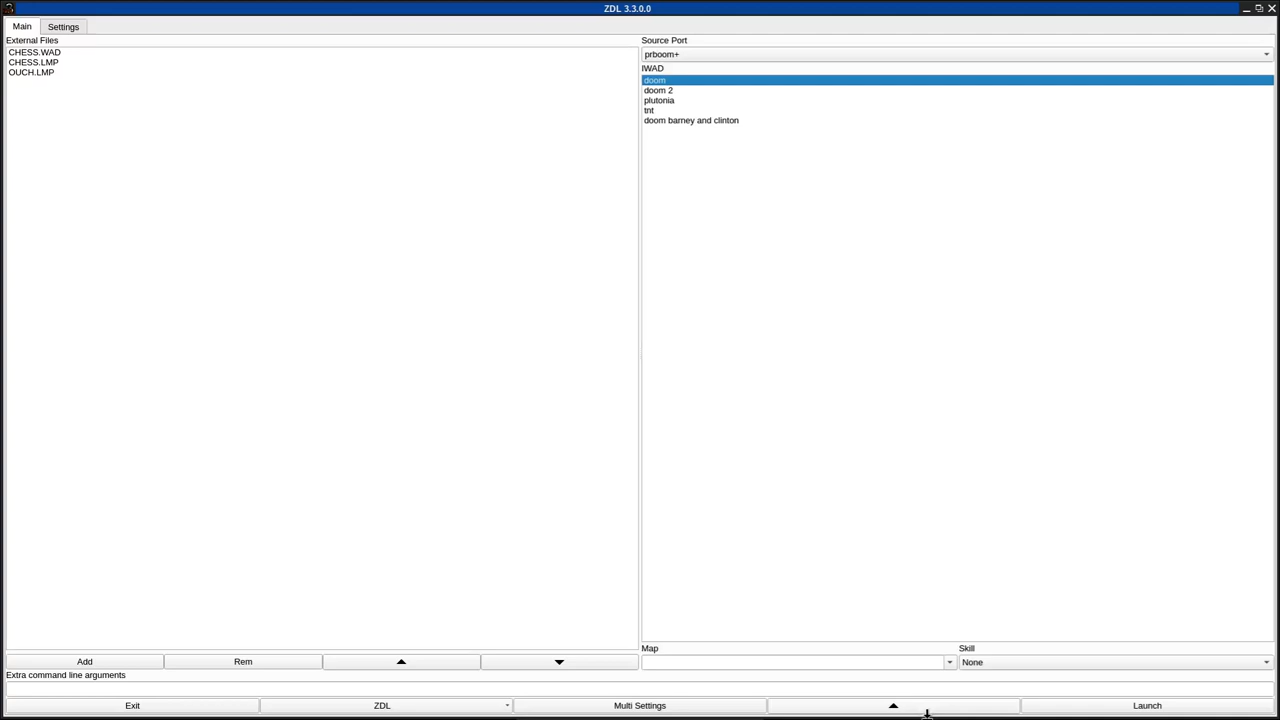 ZDL 3.3.0.0
Main Settings
External Files
CHESS.WAD
CHESS.LMP
OUCH.LMP
Source Port
prboom+
IWAD
doom
doom 2
plutonia
tnt
doom barney and clinton
Add Rem
Map Skill
None
Extra command line arguments
Exit ZDL Multi Settings Launch